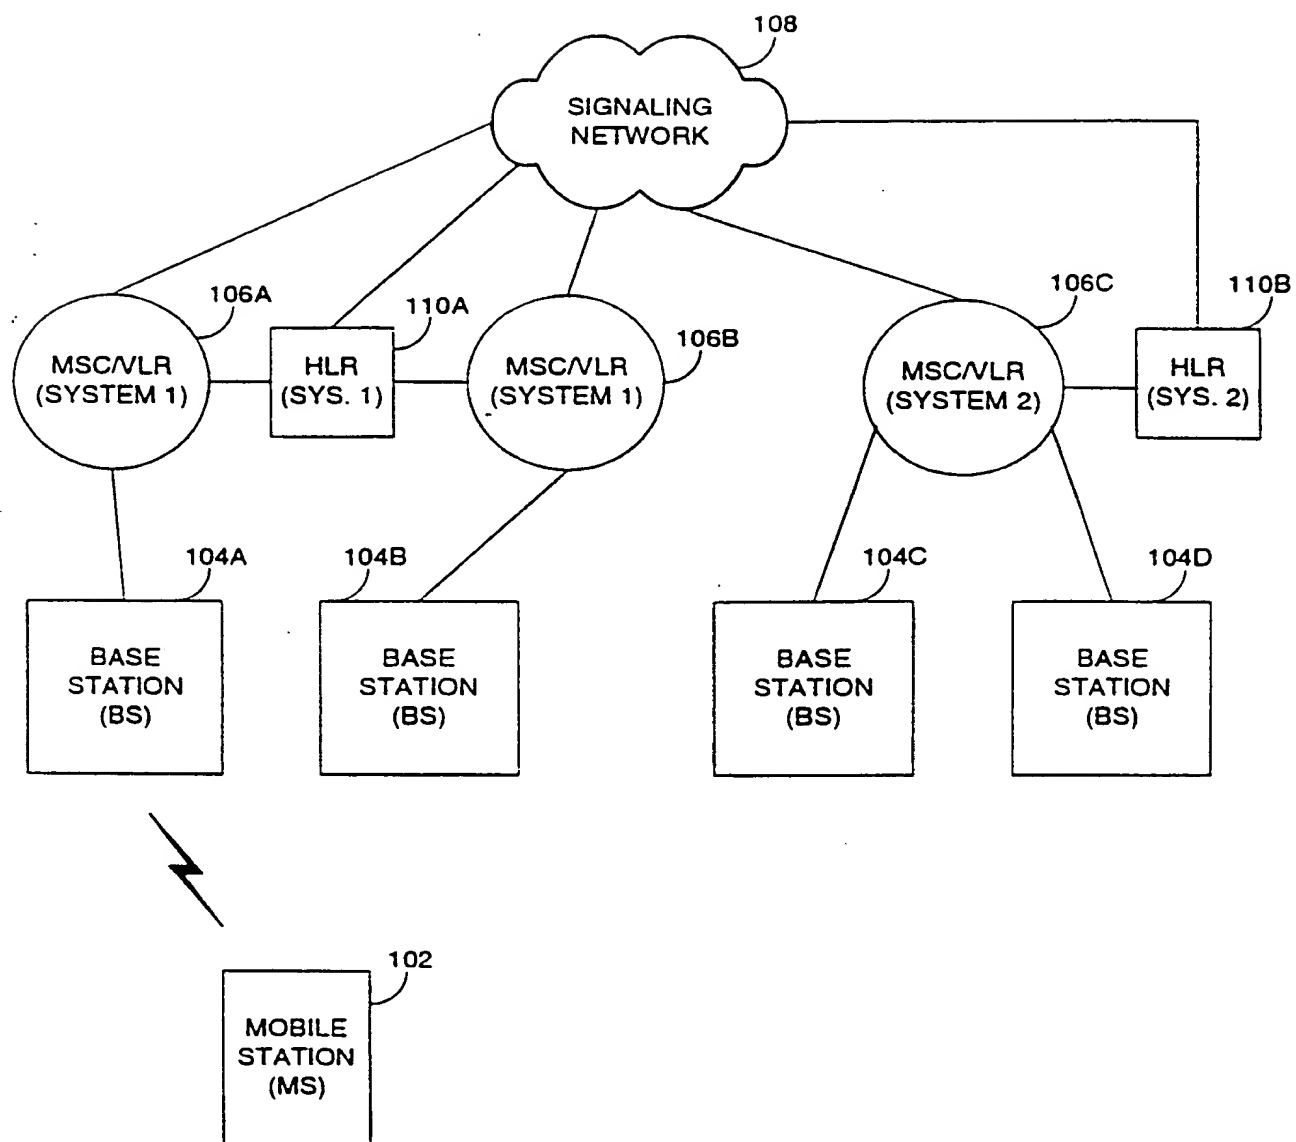 108
SIGNALING
NETWORK
106A
110A
106B
106C
110B
MSC/VLR
(SYSTEM 1)
HLR
(SYS. 1)
MSC/VLR
(SYSTEM 1)
MSC/VLR
(SYSTEM 2)
HLR
(SYS. 2)
104A
104B
104C
104D
BASE
STATION
(BS)
BASE
STATION
(BS)
BASE
STATION
(BS)
BASE
STATION
(BS)
102
MOBILE
STATION
(MS)